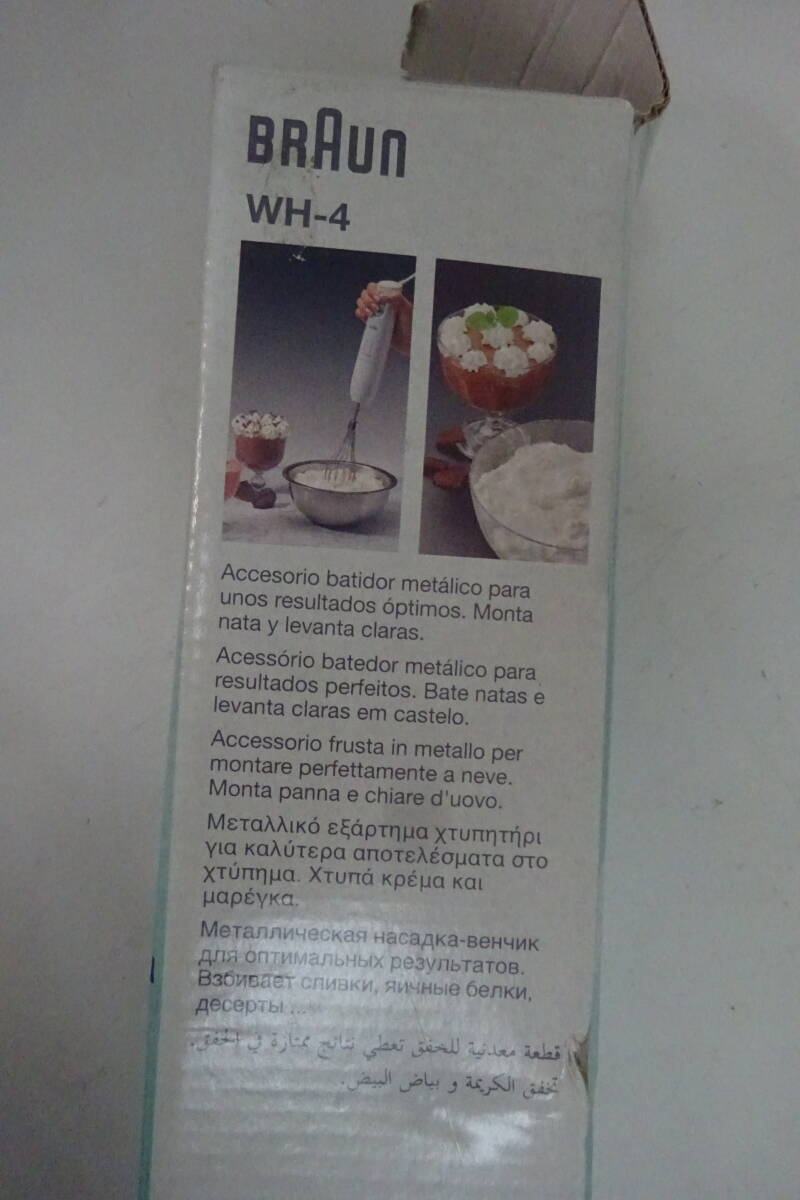 BRAUN
WH-4
Accesorio batidor metálico para
unos resultados óptimos. Monta
nata y levanta claras.
Acessório batedor metálico para
resultados perfeitos. Bate natas e
levanta claras em castelo.
Accessorio frusta in metallo per
montare perfettamente a neve.
Monta panna e chiare d'uovo.
Μεταλλικό εξάρτημα χτυπητήρι
για καλύτερα αποτελέσματα στο
χτύπημα. Χτυπά κρέμα και
μαρέγκα.
Металлическая насадка-венчик
для оптимальных результатов.
Взбивает сливки, яичные белки,
десерты ...
قطعة معدنية للخفق تعطي نتائج ممتازة في الخفق.
تخفق الكريمة و بياض البيض.